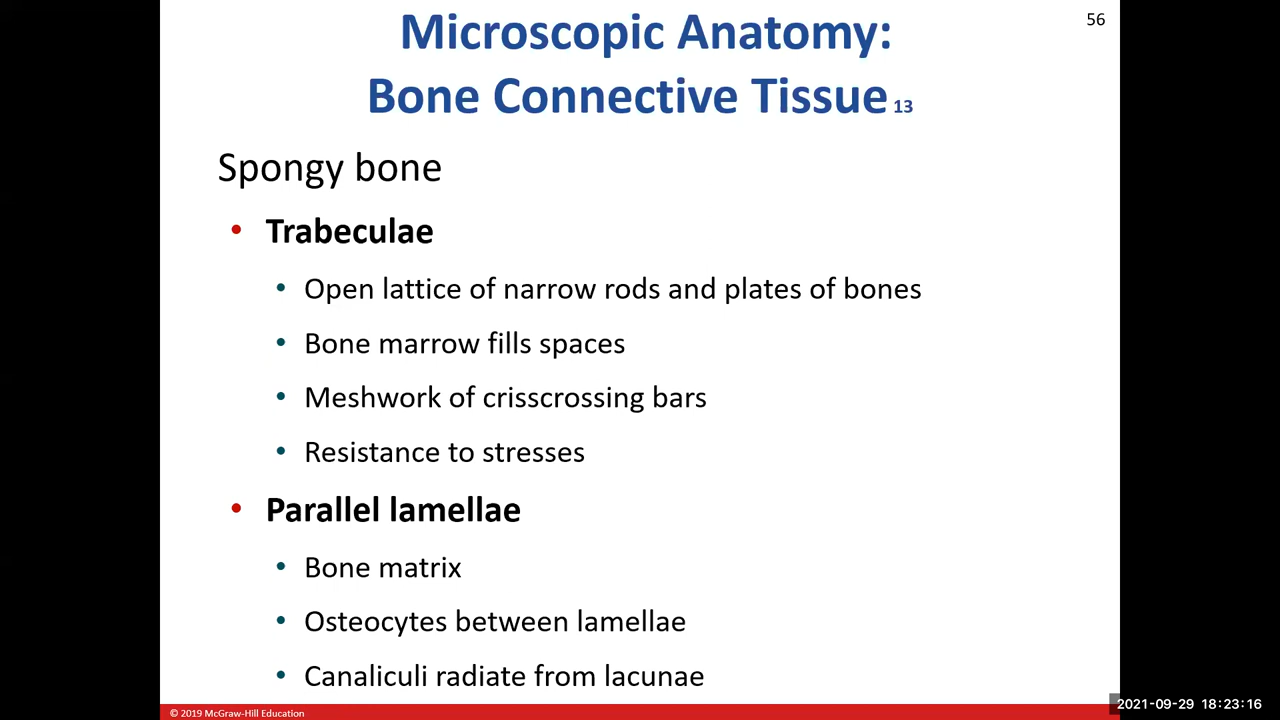 56
Microscopic Anatomy:
Bone Connective Tissue 13
Spongy bone
• Trabeculae
• Open lattice of narrow rods and plates of bones
• Bone marrow fills spaces
• Meshwork of crisscrossing bars
• Resistance to stresses
• Parallel lamellae
• Bone matrix
• Osteocytes between lamellae
• Canaliculi radiate from lacunae
© 2019 McGraw-Hill Education
2021-09-29 18:23:16